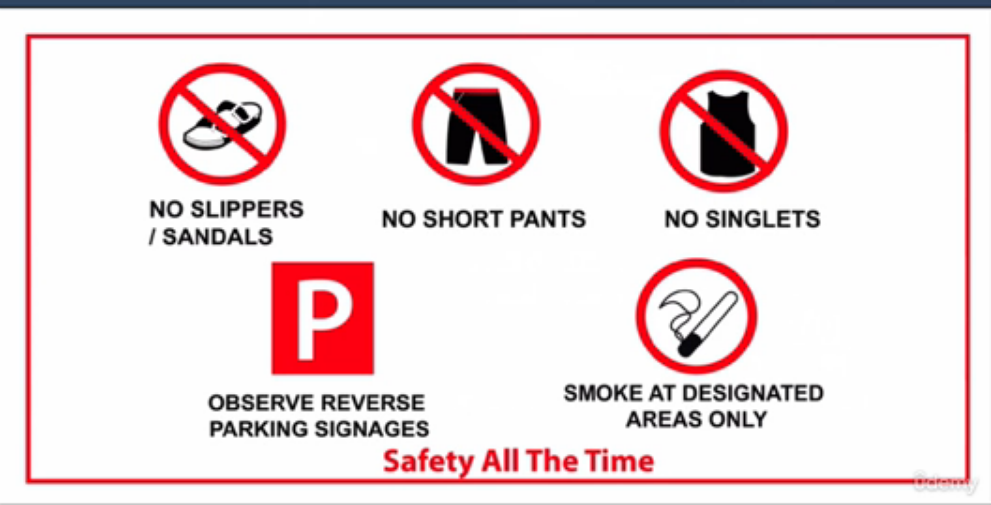 NO SLIPPERS
/ SANDALS
NO SHORT PANTS
NO SINGLETS
P
OBSERVE REVERSE
PARKING SIGNAGES
SMOKE AT DESIGNATED
AREAS ONLY
Safety All The Time
ûdemy